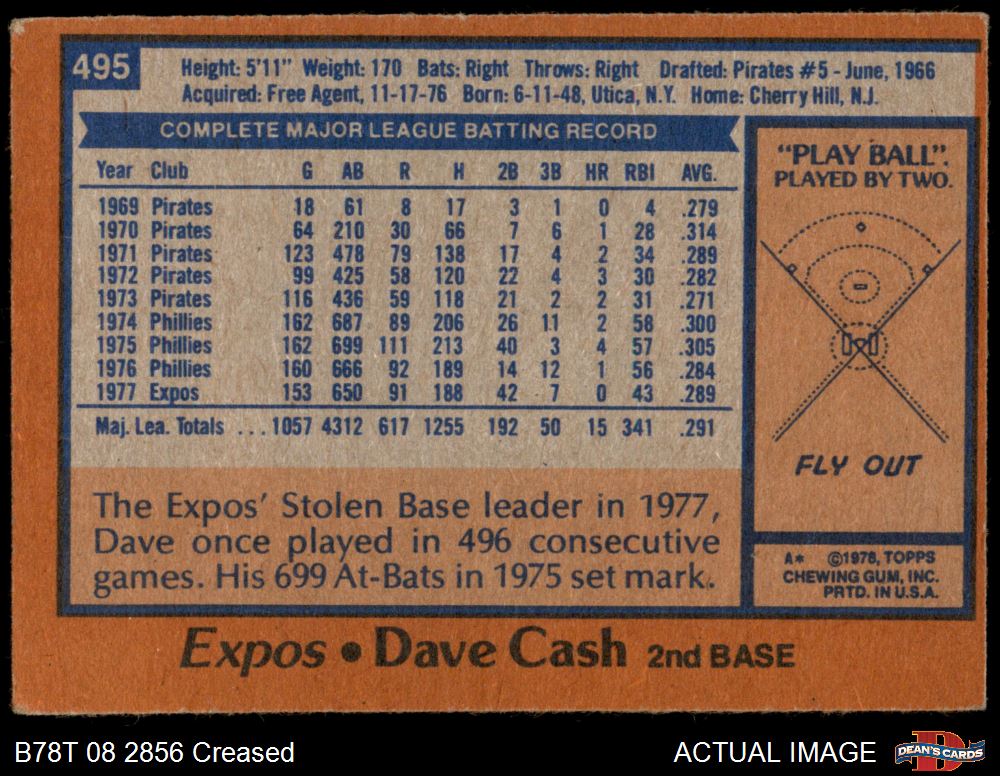 495
Height: 5'11" Weight: 170 Bats: Right Throws: Right Drafted: Pirates #5 - June, 1966
Acquired: Free Agent, 11-17-76 Born: 6-11-48, Utica, N.Y. Home: Cherry Hill, N.J.
COMPLETE MAJOR LEAGUE BATTING RECORD
Year Club G AB R H 2B 3B HR RBI AVG.
1969 Pirates 18 61 8 17 3 1 0 4 .279
1970 Pirates 64 210 30 66 7 6 1 28 .314
1971 Pirates 123 478 79 138 17 4 2 34 .289
1972 Pirates 99 425 58 120 22 4 3 30 .282
1973 Pirates 116 436 59 118 21 2 2 31 .271
1974 Phillies 162 687 89 206 26 11 2 58 .300
1975 Phillies 162 699 111 213 40 3 4 57 .305
1976 Phillies 160 666 92 189 14 12 1 56 .284
1977 Expos 153 650 91 188 42 7 0 43 .289
Maj. Lea. Totals ... 1057 4312 617 1255 192 50 15 341 .291
The Expos' Stolen Base leader in 1977,
Dave once played in 496 consecutive
games. His 699 At-Bats in 1975 set mark.
"PLAY BALL".
PLAYED BY TWO.
FLY OUT
A* ©1978, TOPPS
CHEWING GUM, INC.
PRTD. IN U.S.A.
Expos • Dave Cash 2nd BASE
B78T 08 2856 Creased
ACTUAL IMAGE
D
DEAN'S CARDS